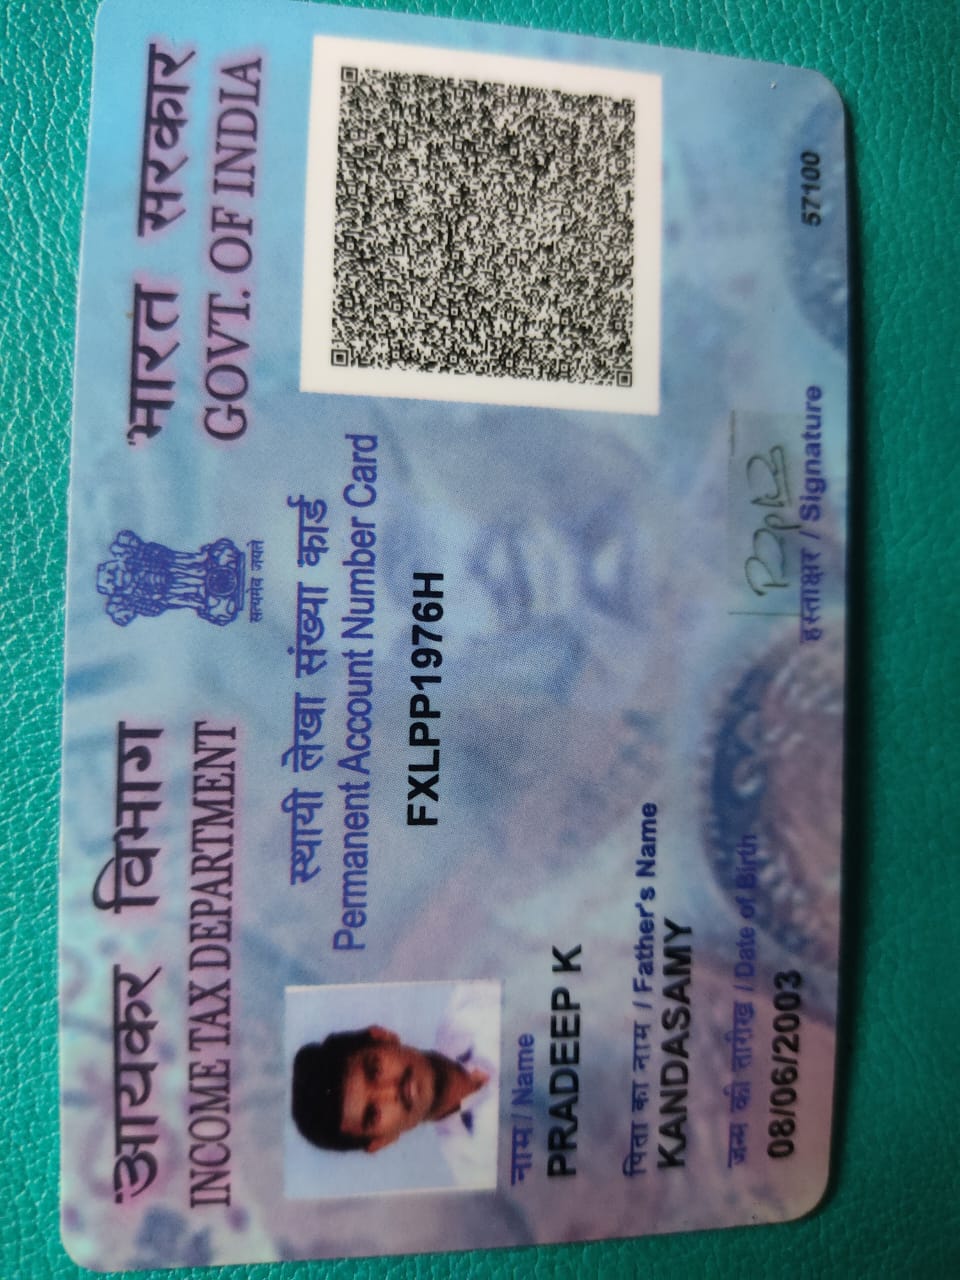 आयकर विभाग
INCOME TAX DEPARTMENT
सत्यमेव जयते
भारत सरकार
GOVT. OF INDIA
स्थायी लेखा संख्या कार्ड
Permanent Account Number Card
FXLPP1976H
नाम / Name
PRADEEP K
पिता का नाम / Father's Name
KANDASAMY
जन्म की तारीख / Date of Birth
08/06/2003
हस्ताक्षर / Signature
57100